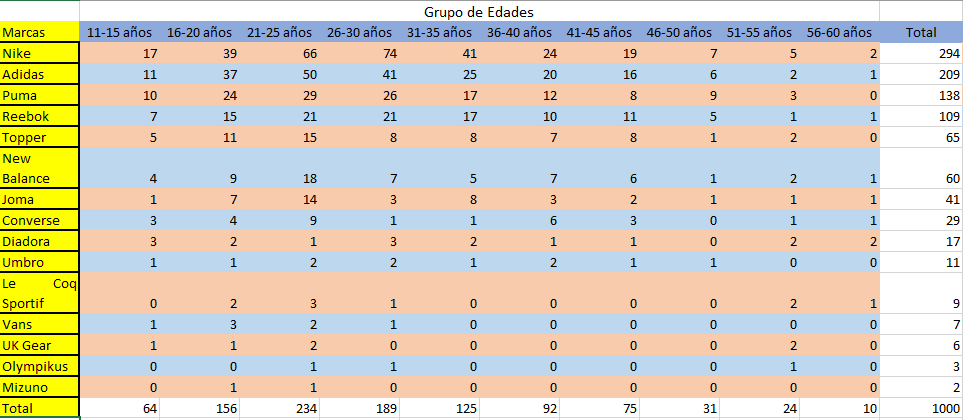 Grupo de Edades
Marcas 11-15 años 16-20 años 21-25 años 26-30 años 31-35 años 36-40 años 41-45 años 46-50 años 51-55 años 56-60 años Total
Nike 17 39 66 74 41 24 19 7 5 2 294
Adidas 11 37 50 41 25 20 16 6 2 1 209
Puma 10 24 29 26 17 12 8 9 3 0 138
Reebok 7 15 21 21 17 10 11 5 1 1 109
Topper 5 11 15 8 8 7 8 1 2 0 65
New
Balance 4 9 18 7 5 7 6 1 2 1 60
Joma 1 7 14 3 8 3 2 1 1 1 41
Converse 3 4 9 1 1 6 3 0 1 1 29
Diadora 3 2 1 3 2 1 1 0 2 2 17
Umbro 1 1 2 2 1 2 1 1 0 0 11
Le Coq
Sportif 0 2 3 1 0 0 0 0 2 1 9
Vans 1 3 2 1 0 0 0 0 0 0 7
UK Gear 1 1 2 0 0 0 0 0 2 0 6
Olympikus 0 0 1 1 0 0 0 0 1 0 3
Mizuno 0 1 1 0 0 0 0 0 0 0 2
Total 64 156 234 189 125 92 75 31 24 10 1000